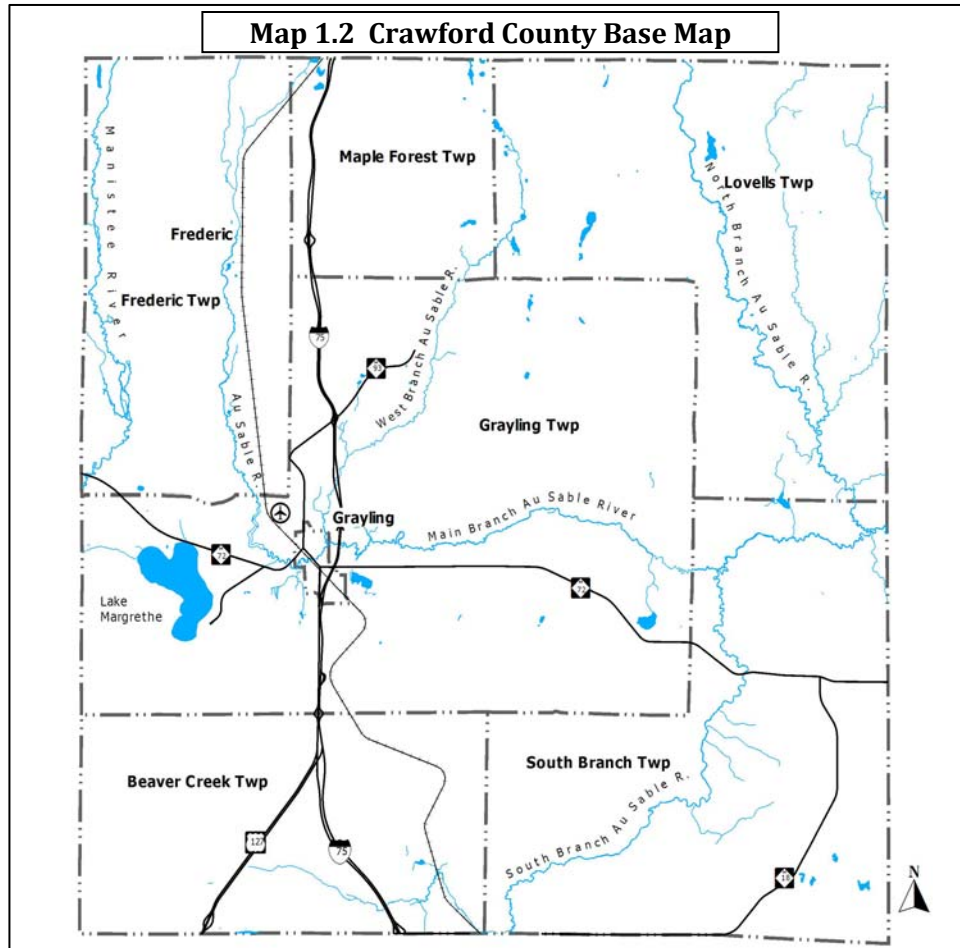 Map 1.2  Crawford County Base Map
Manistee River
Maple Forest Twp
North Branch Au Sable R.
Lovells Twp
Frederic
Frederic Twp
West Branch Au Sable R.
75
93
Au Sable R.
Grayling Twp
Grayling
Main Branch Au Sable River
72
72
Lake
Margrethe
Beaver Creek Twp
South Branch Twp
South Branch Au Sable R.
127
75
18
N